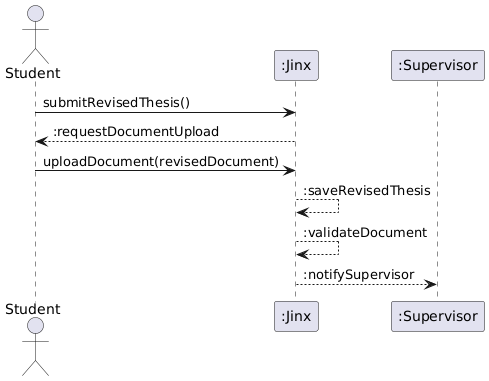 Student
:Jinx
:Supervisor
submitRevisedThesis()
:requestDocumentUpload
uploadDocument(revisedDocument)
:saveRevisedThesis
:validateDocument
:notifySupervisor
Student
:Jinx
:Supervisor